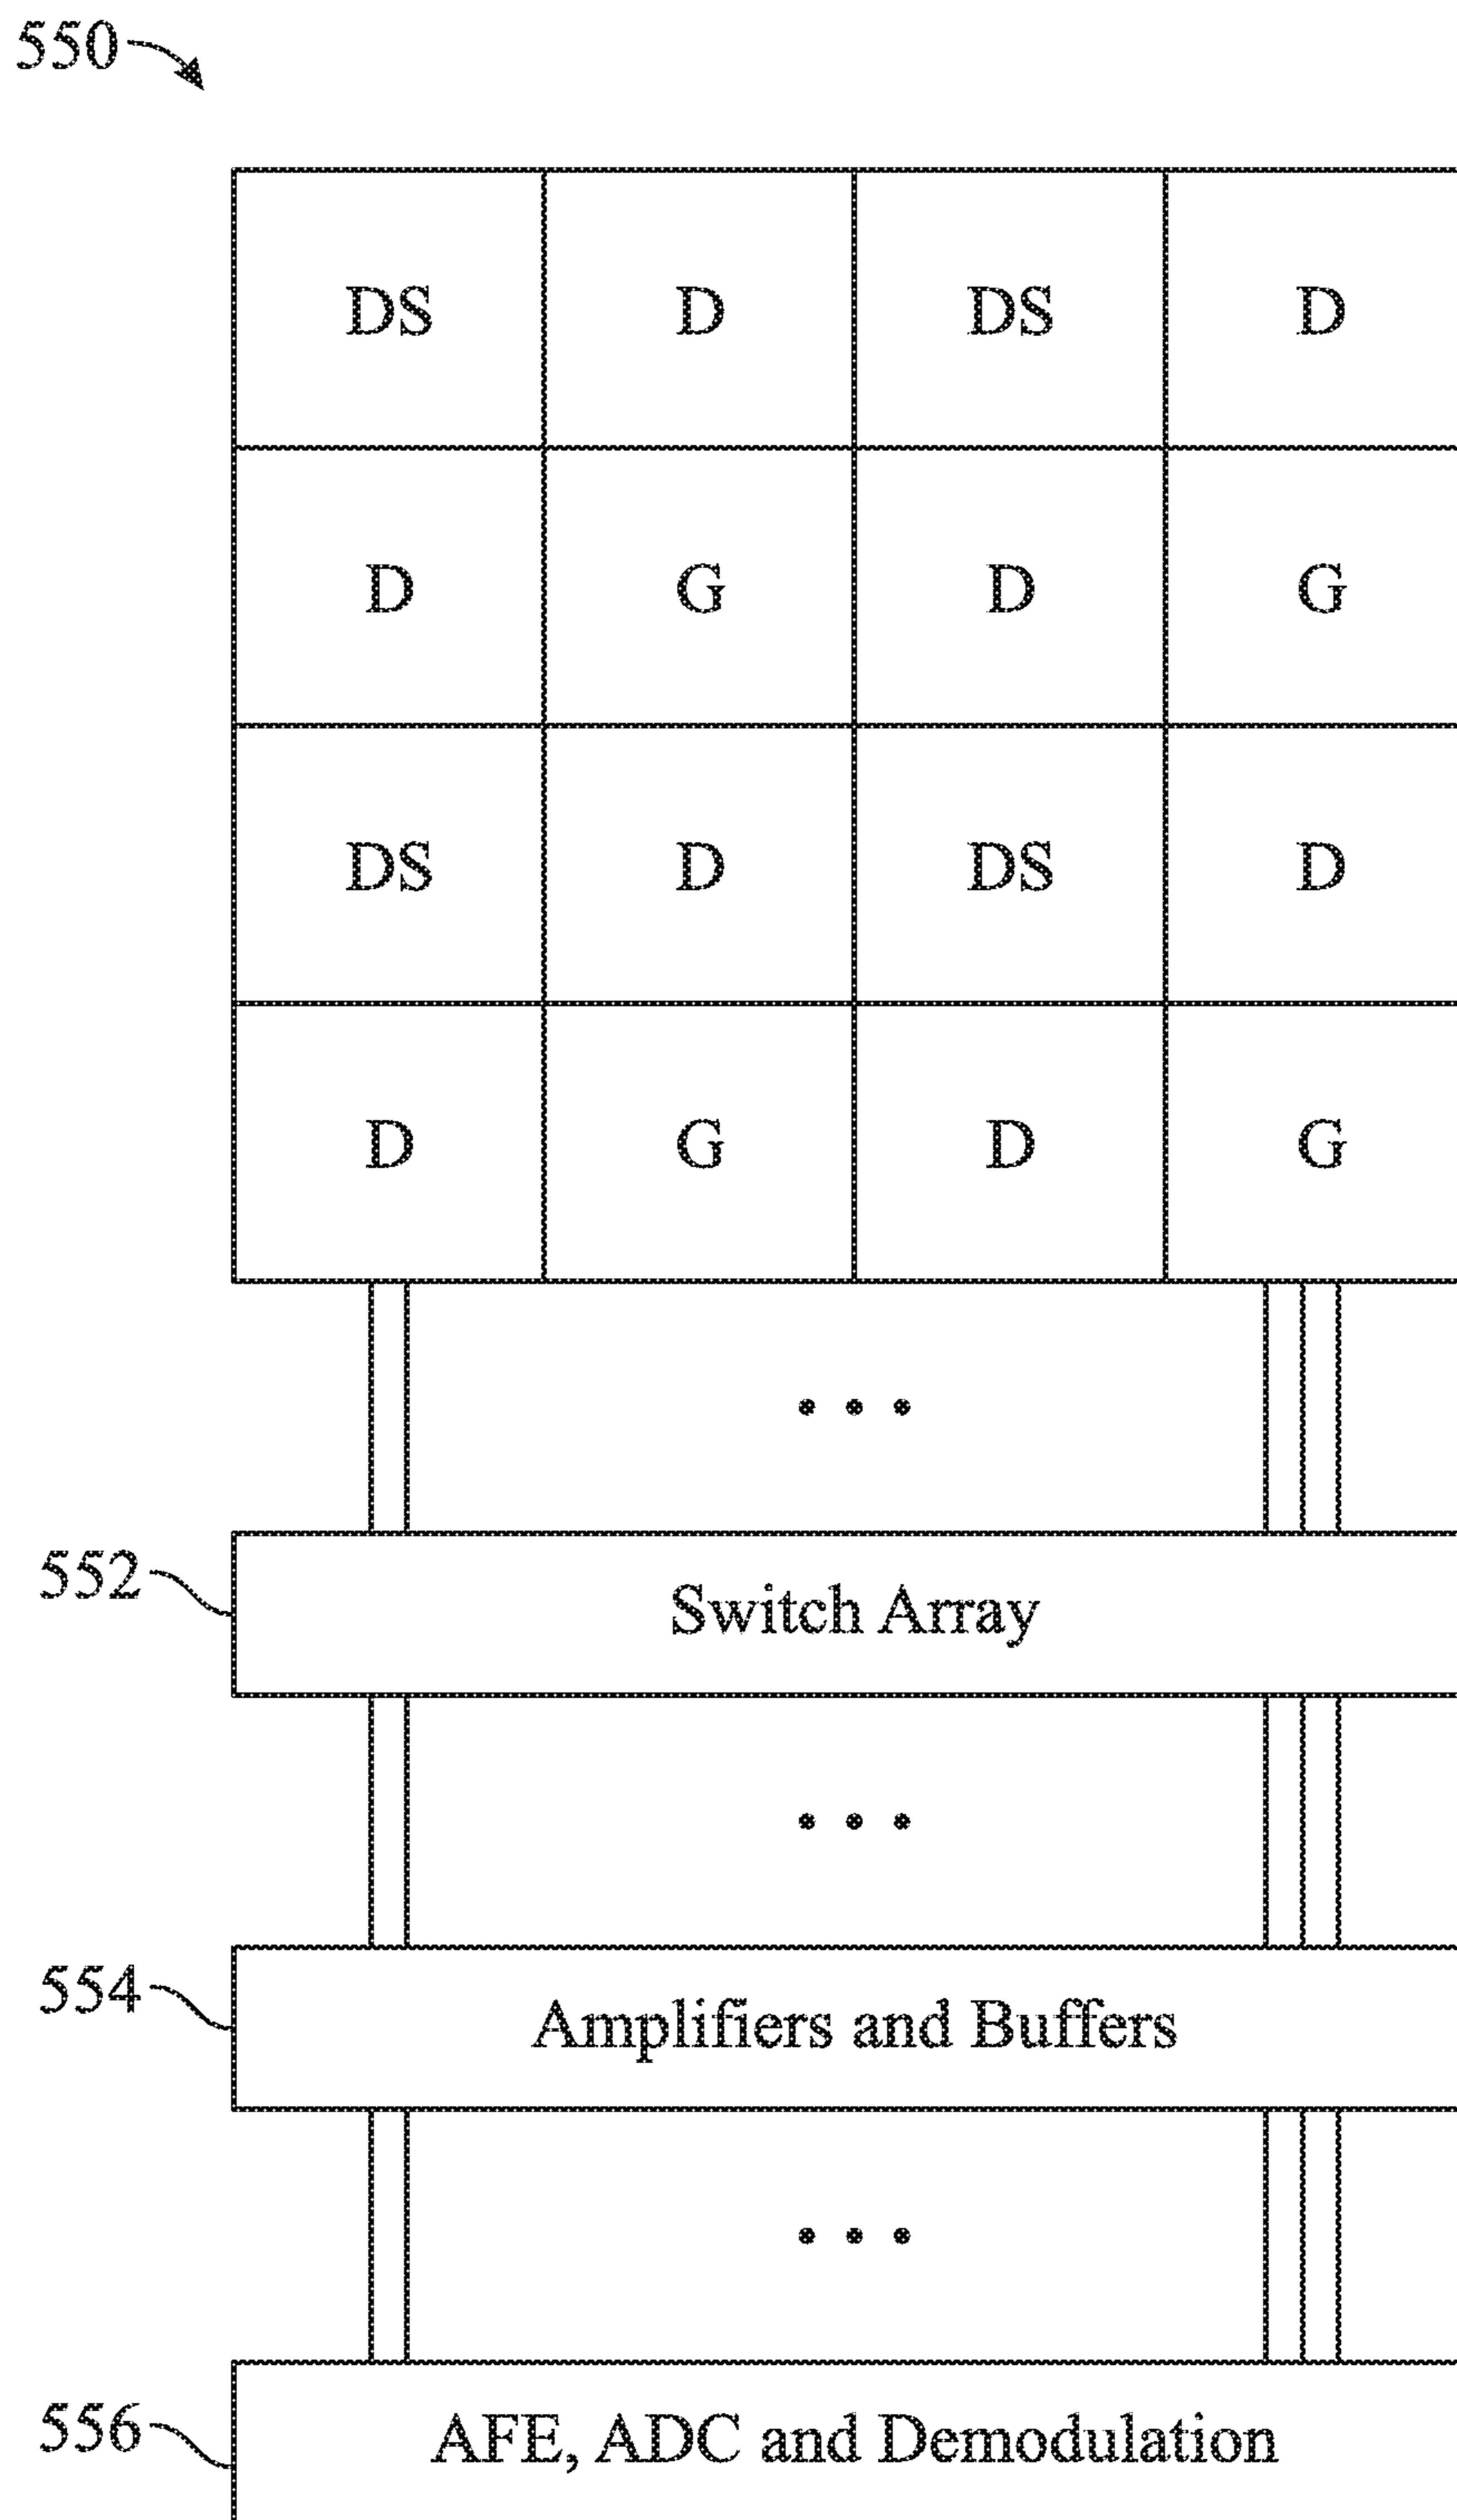 550
DS D DS D
D G D G
DS D DS D
D G D G
552 Switch Array
554 Amplifiers and Buffers
556 AFE, ADC and Demodulation